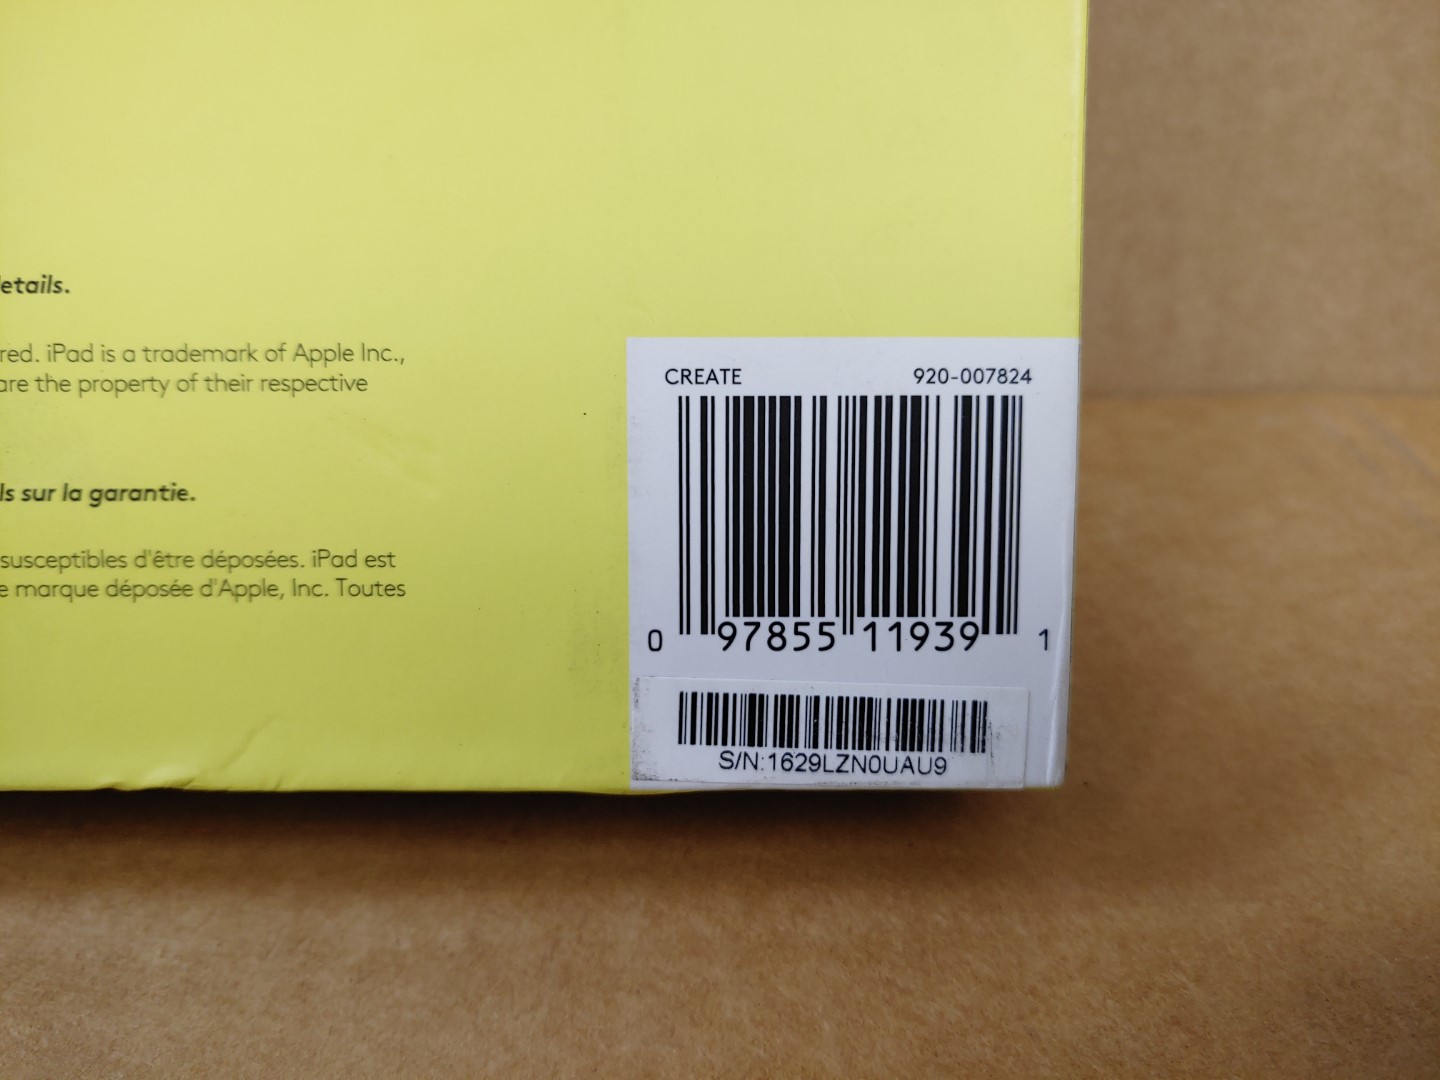 etails.
red. iPad is a trademark of Apple Inc.,
are the property of their respective
ls sur la garantie.
susceptibles d'être déposées. iPad est
e marque déposée d'Apple, Inc. Toutes
CREATE 920-007824
0 97855 11939 1
S/N:1629LZN0UAU9